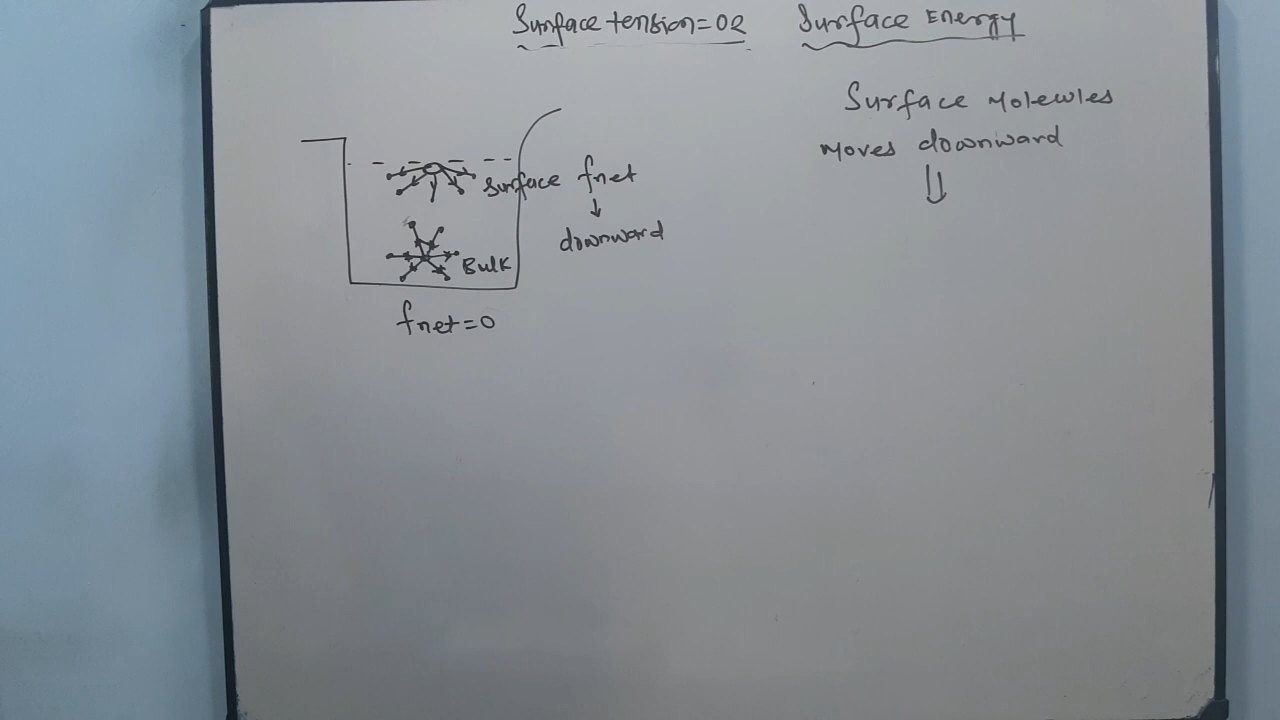 Surface tension=02 Surface Energy
Surface Molecules
Moves downward
⇓
Surface fnet
↓
downward
Bulk
fnet=0